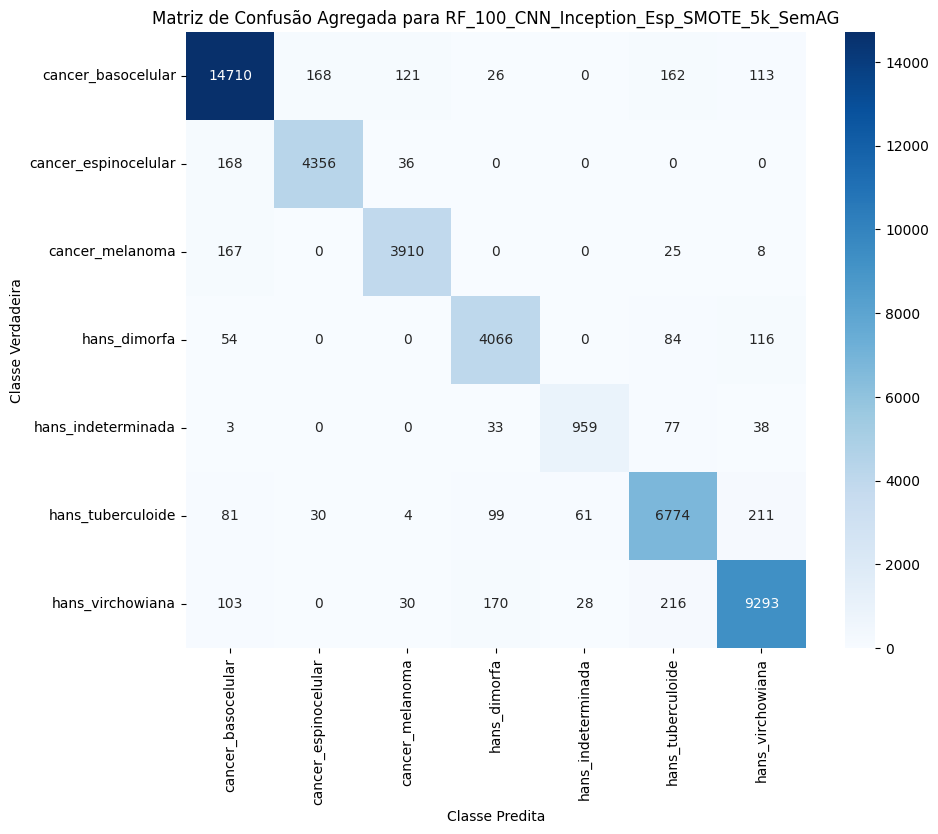 Matriz de Confusão Agregada para RF_100_CNN_Inception_Esp_SMOTE_5k_SemAG
cancer_basocelular 14710 168 121 26 0 162 113
cancer_espinocelular 168 4356 36 0 0 0 0
cancer_melanoma 167 0 3910 0 0 25 8
hans_dimorfa 54 0 0 4066 0 84 116
hans_indeterminada 3 0 0 33 959 77 38
hans_tuberculoide 81 30 4 99 61 6774 211
hans_virchowiana 103 0 30 170 28 216 9293
Classe Verdadeira
cancer_basocelular
cancer_espinocelular
cancer_melanoma
hans_dimorfa
hans_indeterminada
hans_tuberculoide
hans_virchowiana
Classe Predita
14000
12000
10000
8000
6000
4000
2000
0